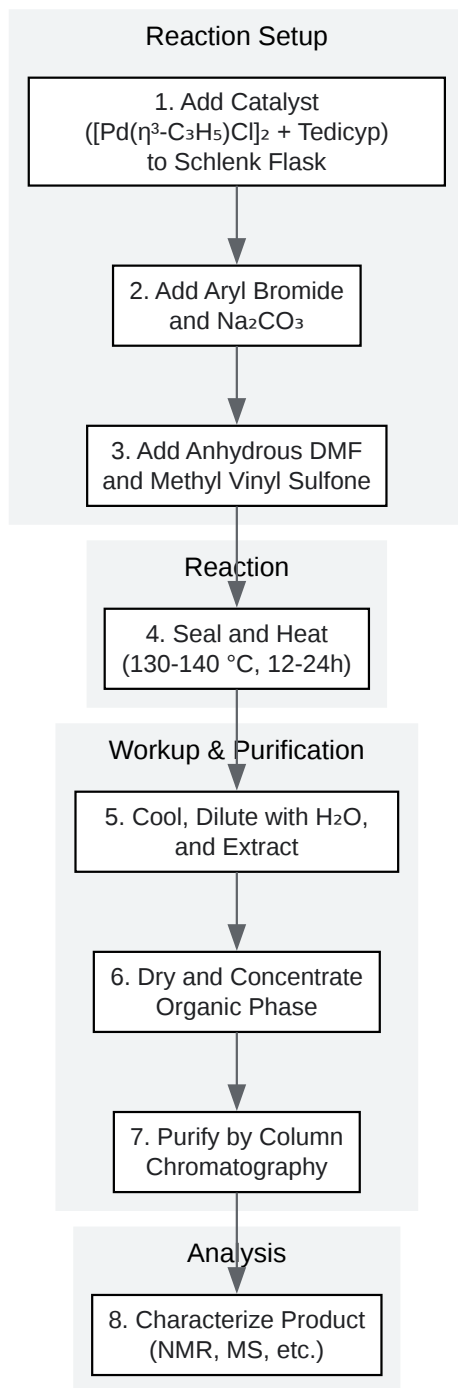 Reaction Setup
1. Add Catalyst
([Pd(η³-C₃H₅)Cl]₂ + Tedicyp)
to Schlenk Flask
2. Add Aryl Bromide
and Na₂CO₃
3. Add Anhydrous DMF
and Methyl Vinyl Sulfone
Reaction
4. Seal and Heat
(130-140 °C, 12-24h)
Workup & Purification
5. Cool, Dilute with H₂O,
and Extract
6. Dry and Concentrate
Organic Phase
7. Purify by Column
Chromatography
Analysis
8. Characterize Product
(NMR, MS, etc.)